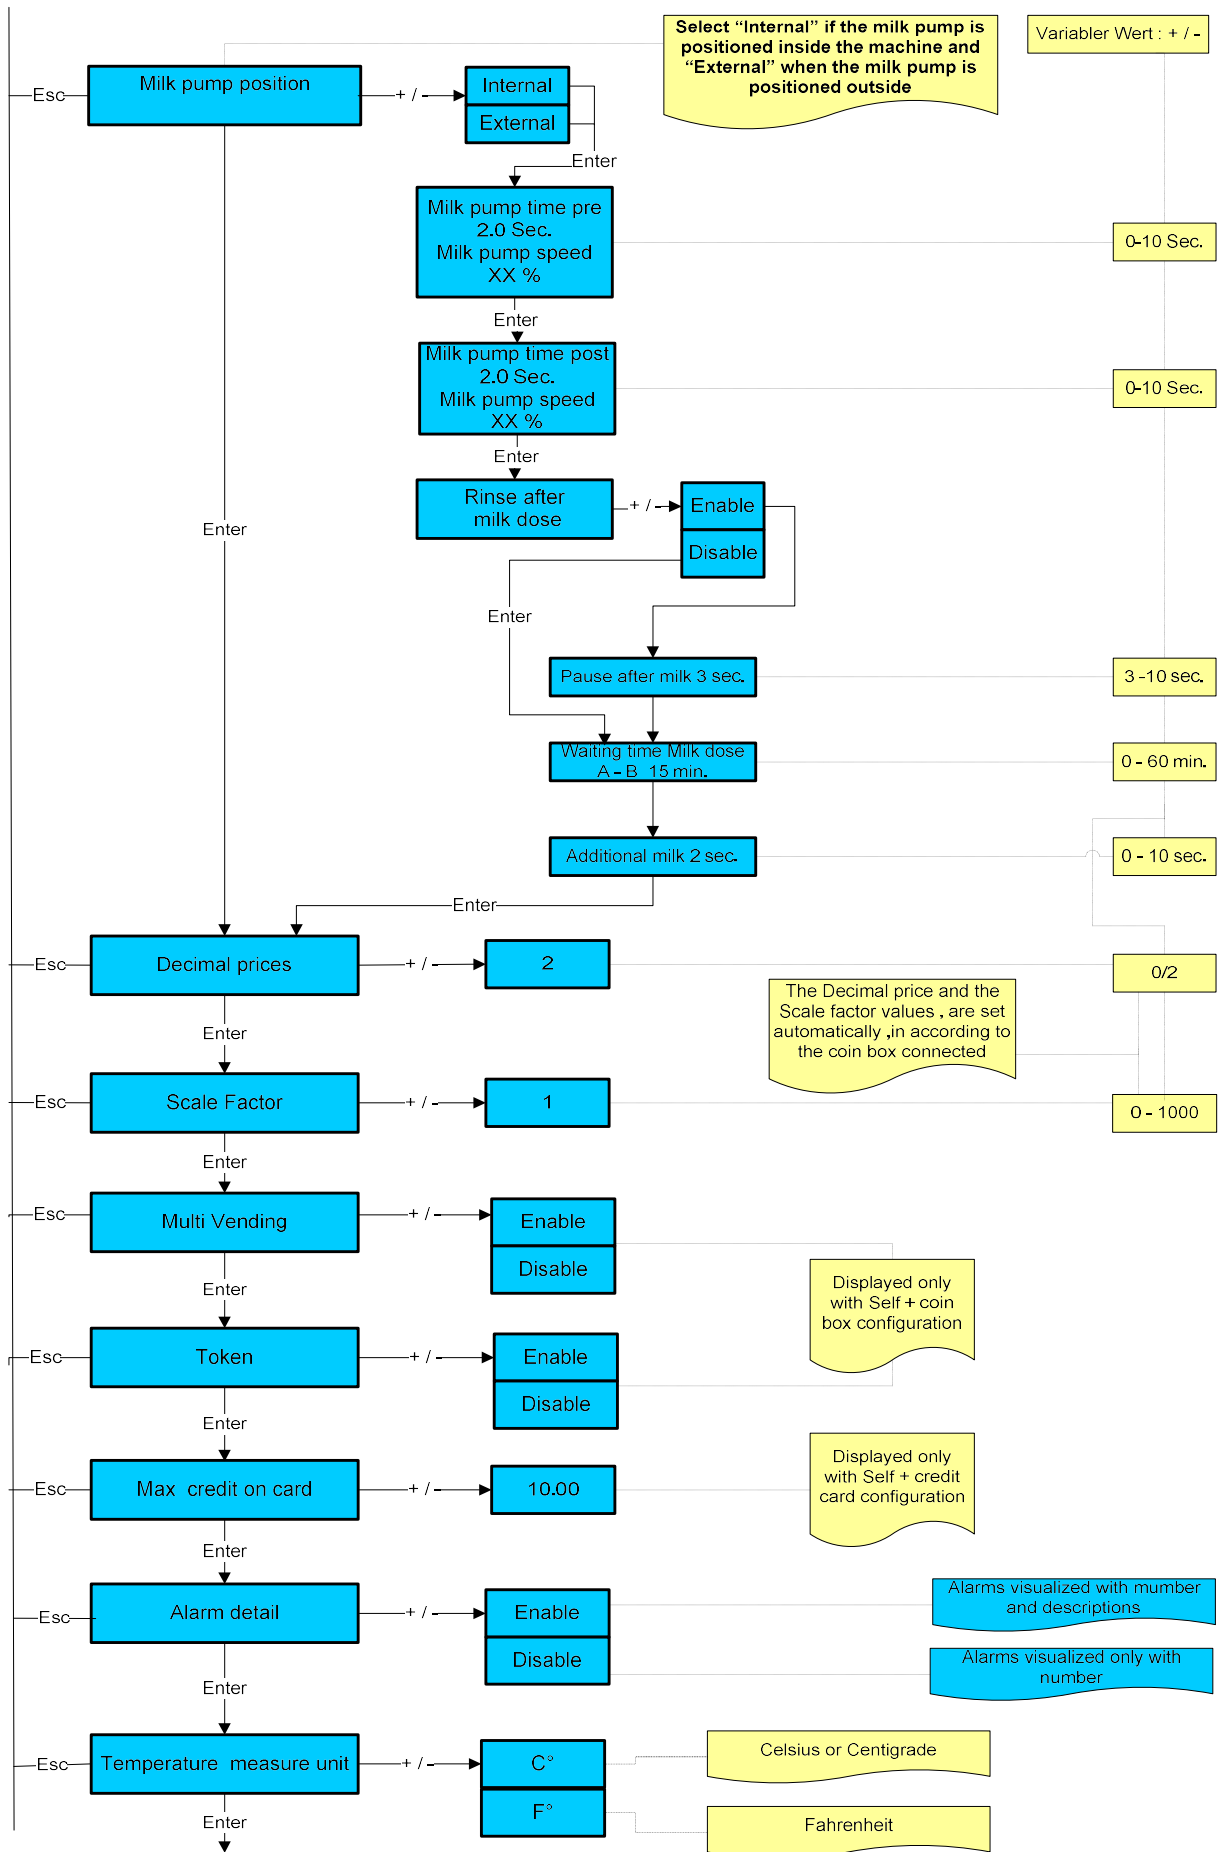 Select “Internal” if the milk pump is
positioned inside the machine and
“External” when the milk pump is
positioned outside
Variabler Wert : + / -
Esc
Milk pump position
+ / -
Internal
External
Enter
Milk pump time pre
2.0 Sec.
Milk pump speed
XX %
0-10 Sec.
Enter
Milk pump time post
2.0 Sec.
Milk pump speed
XX %
0-10 Sec.
Enter
Rinse after
milk dose
+ / -
Enable
Disable
Enter
Enter
Pause after milk 3 sec.
3 -10 sec.
Waiting time Milk dose
A - B  15 min.
0 - 60 min.
Additional milk 2 sec.
0 - 10 sec.
Enter
Esc
Decimal prices
+ / -
2
0/2
The Decimal price and the
Scale factor values , are set
automatically ,in according to
the coin box connected
Enter
Esc
Scale Factor
+ / -
1
0 - 1000
Enter
Esc
Multi Vending
+ / -
Enable
Disable
Displayed only
with Self + coin
box configuration
Enter
Esc
Token
+ / -
Enable
Disable
Enter
Displayed only
with Self + credit
card configuration
Esc
Max  credit on card
+ / -
10.00
Enter
Esc
Alarm detail
+ / -
Enable
Disable
Alarms visualized with mumber
and descriptions
Alarms visualized only with
number
Enter
Esc
Temperature  measure unit
+ / -
C°
F°
Celsius or Centigrade
Fahrenheit
Enter